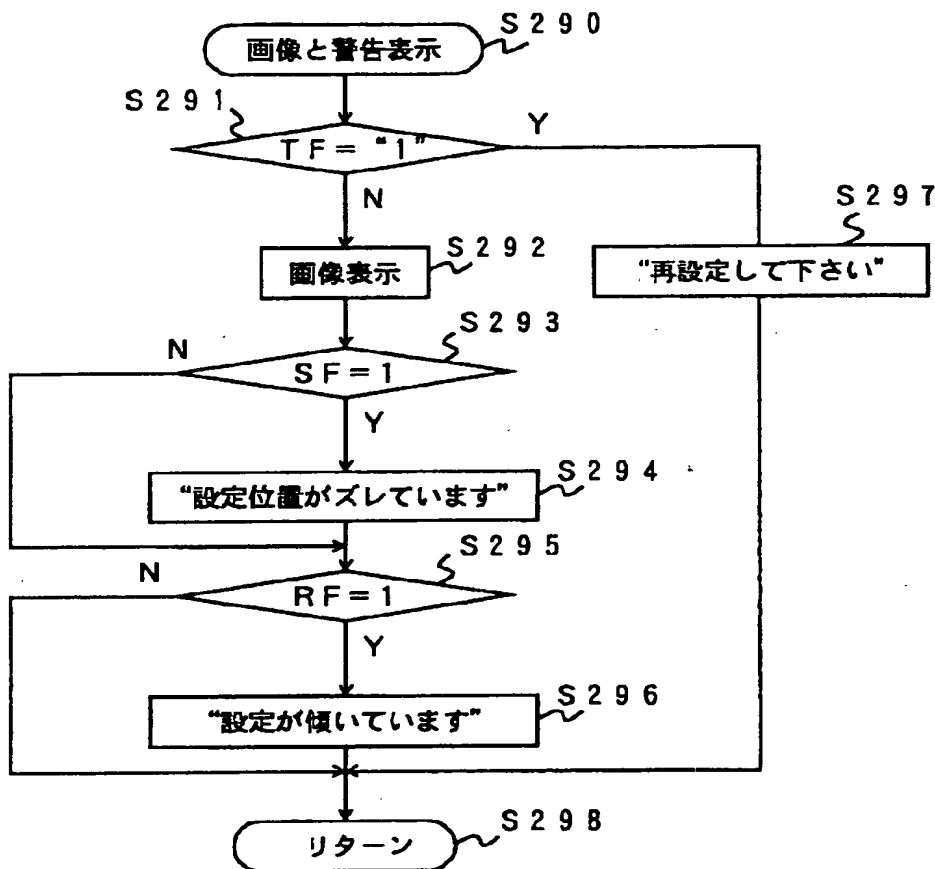 S290
画像と警告表示
S291
TF=“1”
Y
N
S297
“再設定して下さい”
S292
画像表示
S293
N
SF=1
Y
S294
“設定位置がズレています”
S295
N
RF=1
Y
S296
“設定が傾いています”
S298
リターン